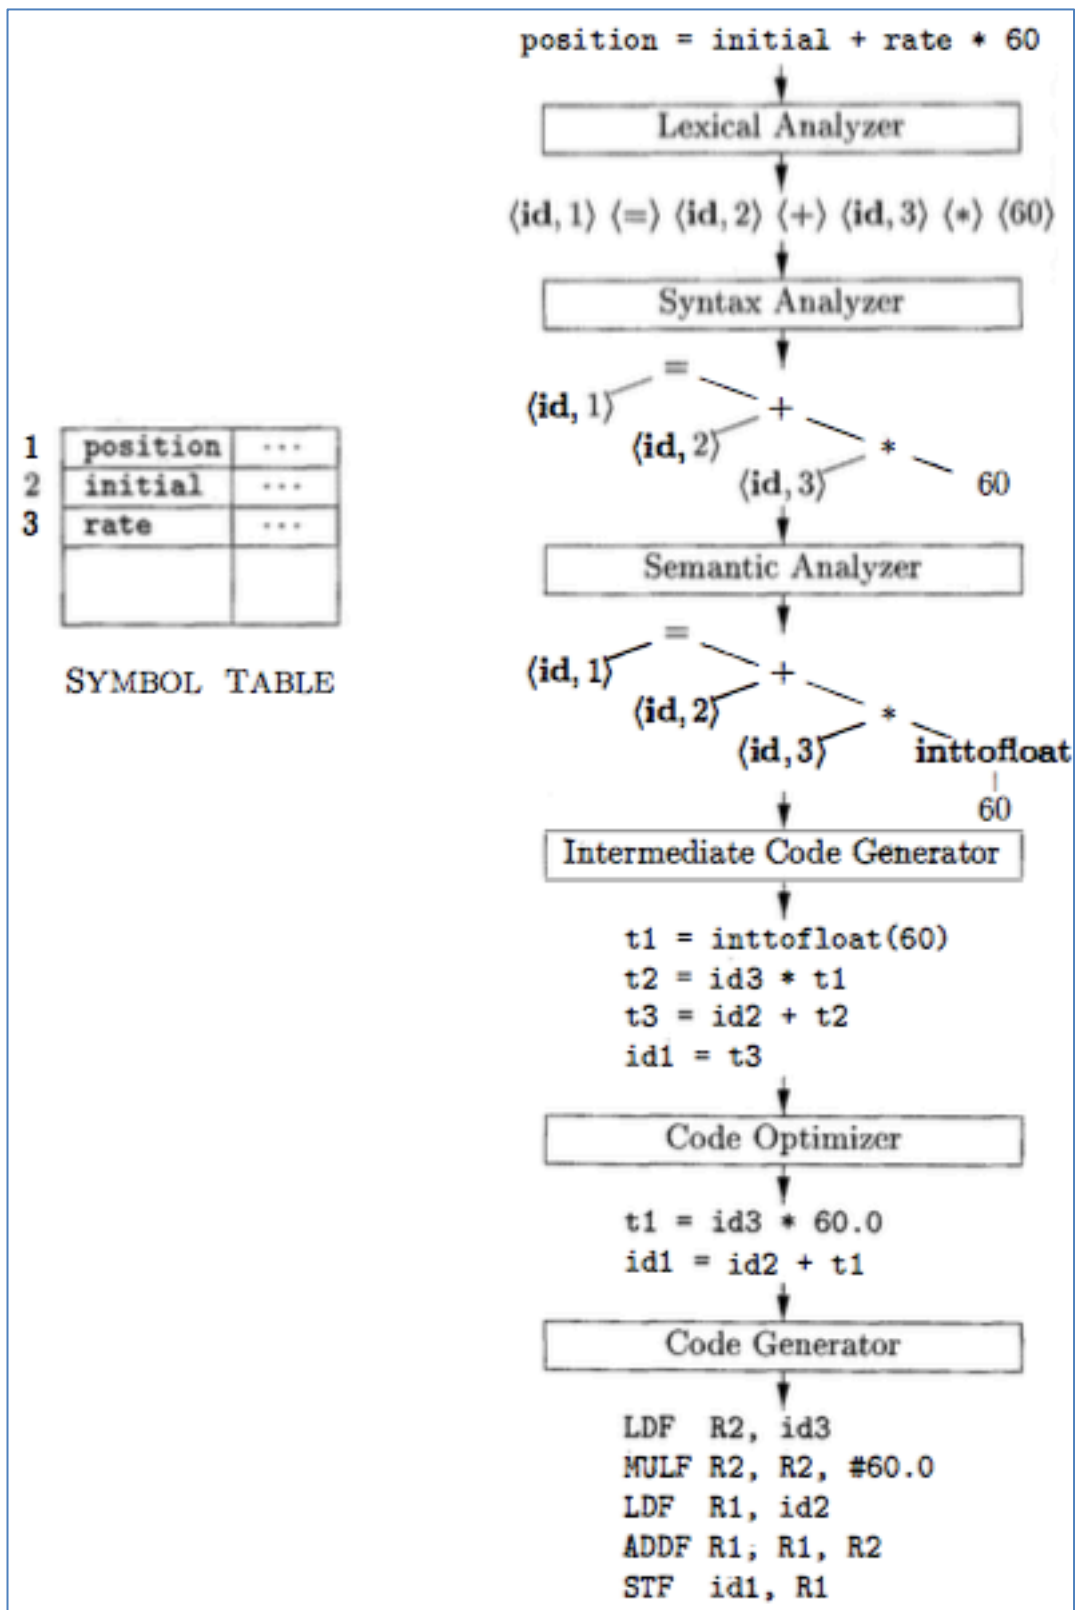 position = initial + rate * 60
Lexical Analyzer
⟨id, 1⟩ ⟨=⟩ ⟨id, 2⟩ ⟨+⟩ ⟨id, 3⟩ ⟨*⟩ ⟨60⟩
Syntax Analyzer
=
⟨id, 1⟩ +
⟨id, 2⟩ *
⟨id, 3⟩ 60
1 position ...
2 initial ...
3 rate ...
SYMBOL TABLE
Semantic Analyzer
=
⟨id, 1⟩ +
⟨id, 2⟩ *
⟨id, 3⟩ inttofloat
60
Intermediate Code Generator
t1 = inttofloat(60)
t2 = id3 * t1
t3 = id2 + t2
id1 = t3
Code Optimizer
t1 = id3 * 60.0
id1 = id2 + t1
Code Generator
LDF R2, id3
MULF R2, R2, #60.0
LDF R1, id2
ADDF R1, R1, R2
STF id1, R1